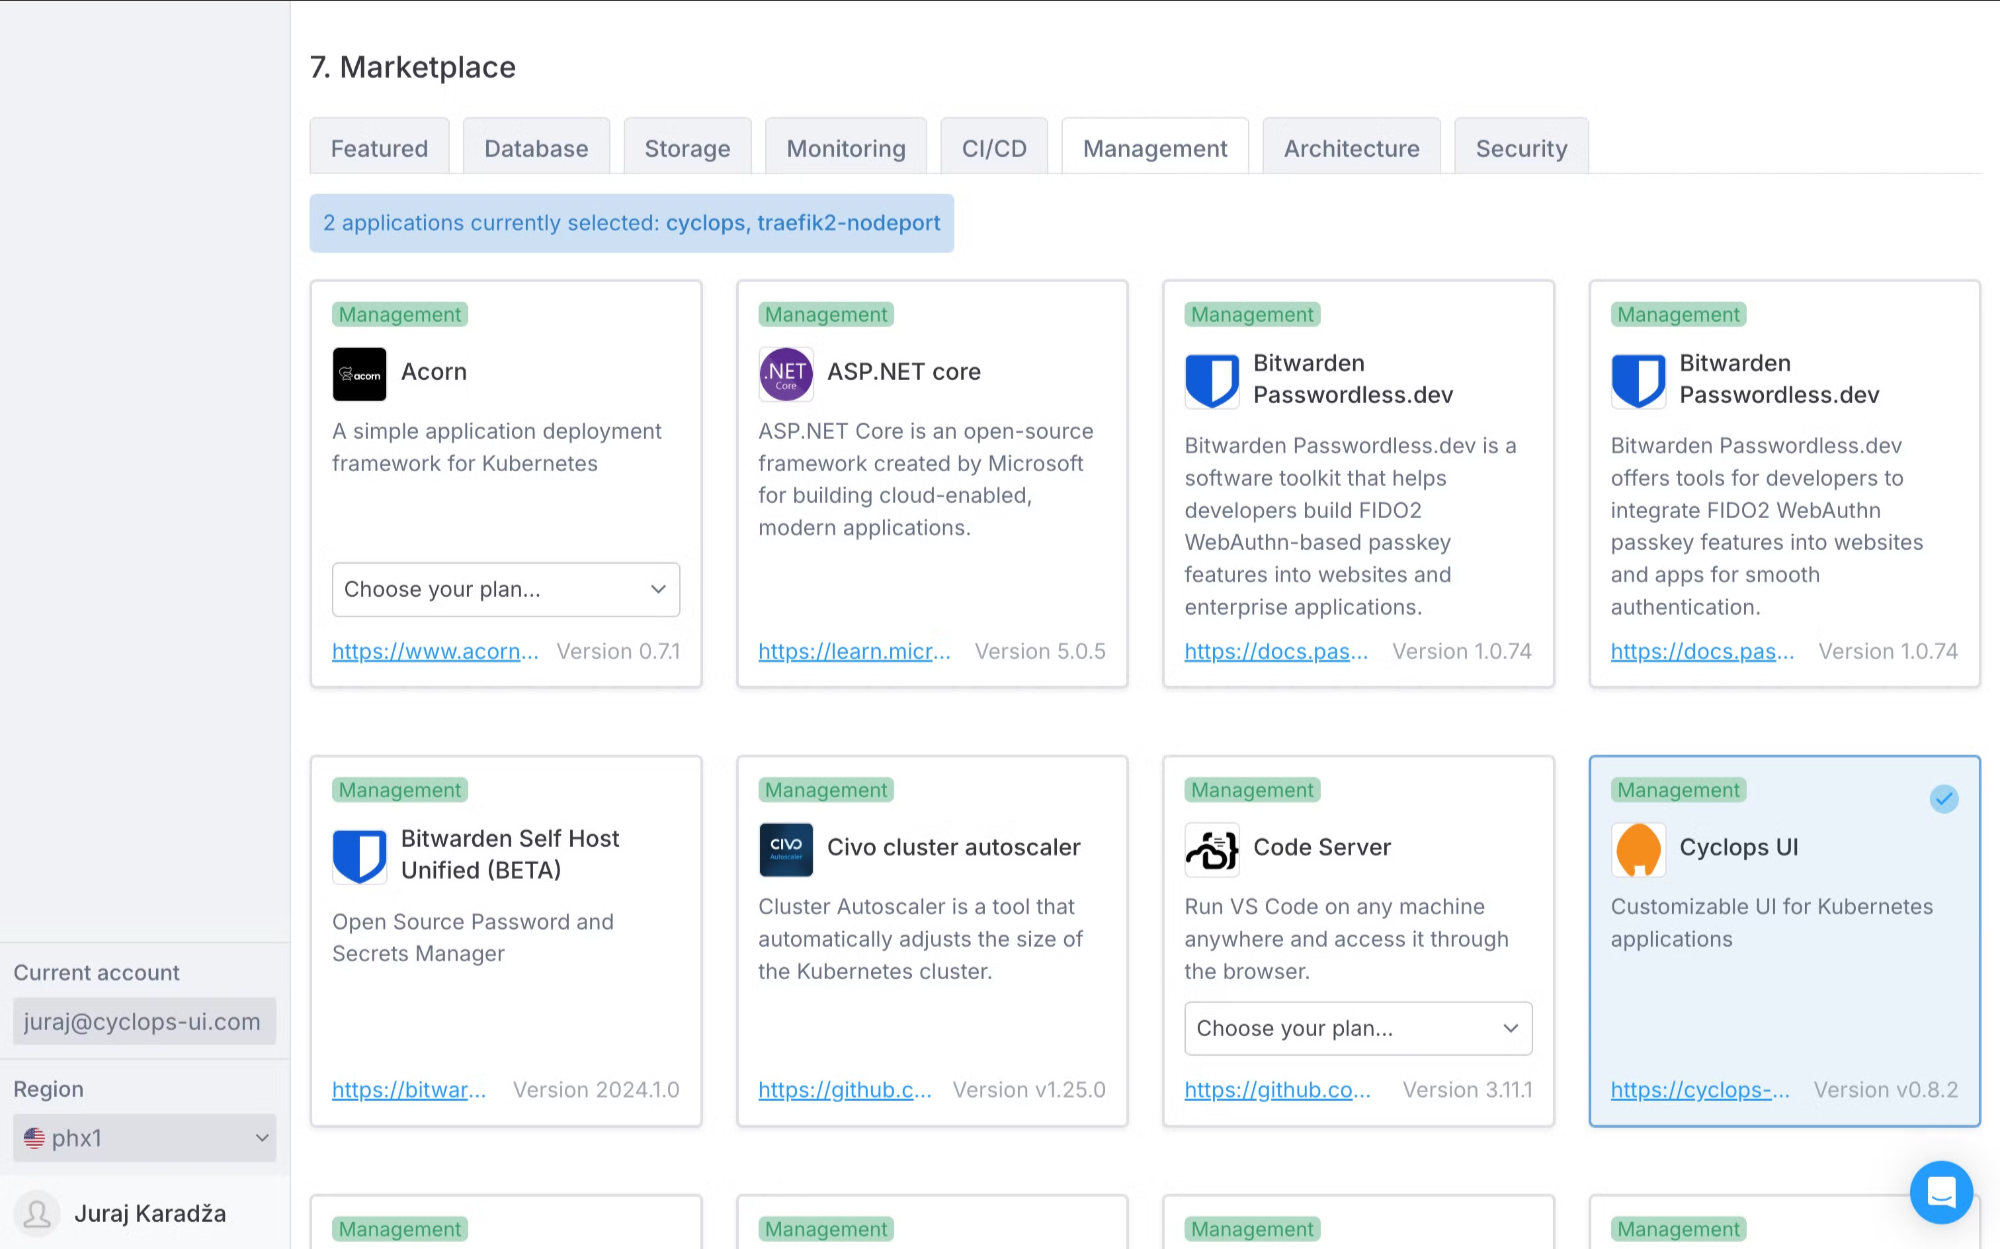 7. Marketplace
Featured
Database
Storage
Monitoring
CI/CD
Management
Architecture
Security
2 applications currently selected: cyclops, traefik2-nodeport
Management
acorn
Acorn
A simple application deployment
framework for Kubernetes
Choose your plan...
https://www.acorn...
Version 0.7.1
Management
.NET
Core
ASP.NET core
ASP.NET Core is an open-source
framework created by Microsoft
for building cloud-enabled,
modern applications.
https://learn.micr...
Version 5.0.5
Management
Bitwarden
Passwordless.dev
Bitwarden Passwordless.dev is a
software toolkit that helps
developers build FIDO2
WebAuthn-based passkey
features into websites and
enterprise applications.
https://docs.pas...
Version 1.0.74
Management
Bitwarden
Passwordless.dev
Bitwarden Passwordless.dev
offers tools for developers to
integrate FIDO2 WebAuthn
passkey features into websites
and apps for smooth
authentication.
https://docs.pas...
Version 1.0.74
Management
Bitwarden Self Host
Unified (BETA)
Open Source Password and
Secrets Manager
https://bitwar...
Version 2024.1.0
Management
CIVO
Autoscaler
Civo cluster autoscaler
Cluster Autoscaler is a tool that
automatically adjusts the size of
the Kubernetes cluster.
https://github.c...
Version v1.25.0
Management
Code Server
Run VS Code on any machine
anywhere and access it through
the browser.
Choose your plan...
https://github.co...
Version 3.11.1
Management
Cyclops UI
Customizable UI for Kubernetes
applications
https://cyclops-...
Version v0.8.2
Management
Management
Management
Management
Current account
juraj@cyclops-ui.com
Region
phx1
Juraj Karadža